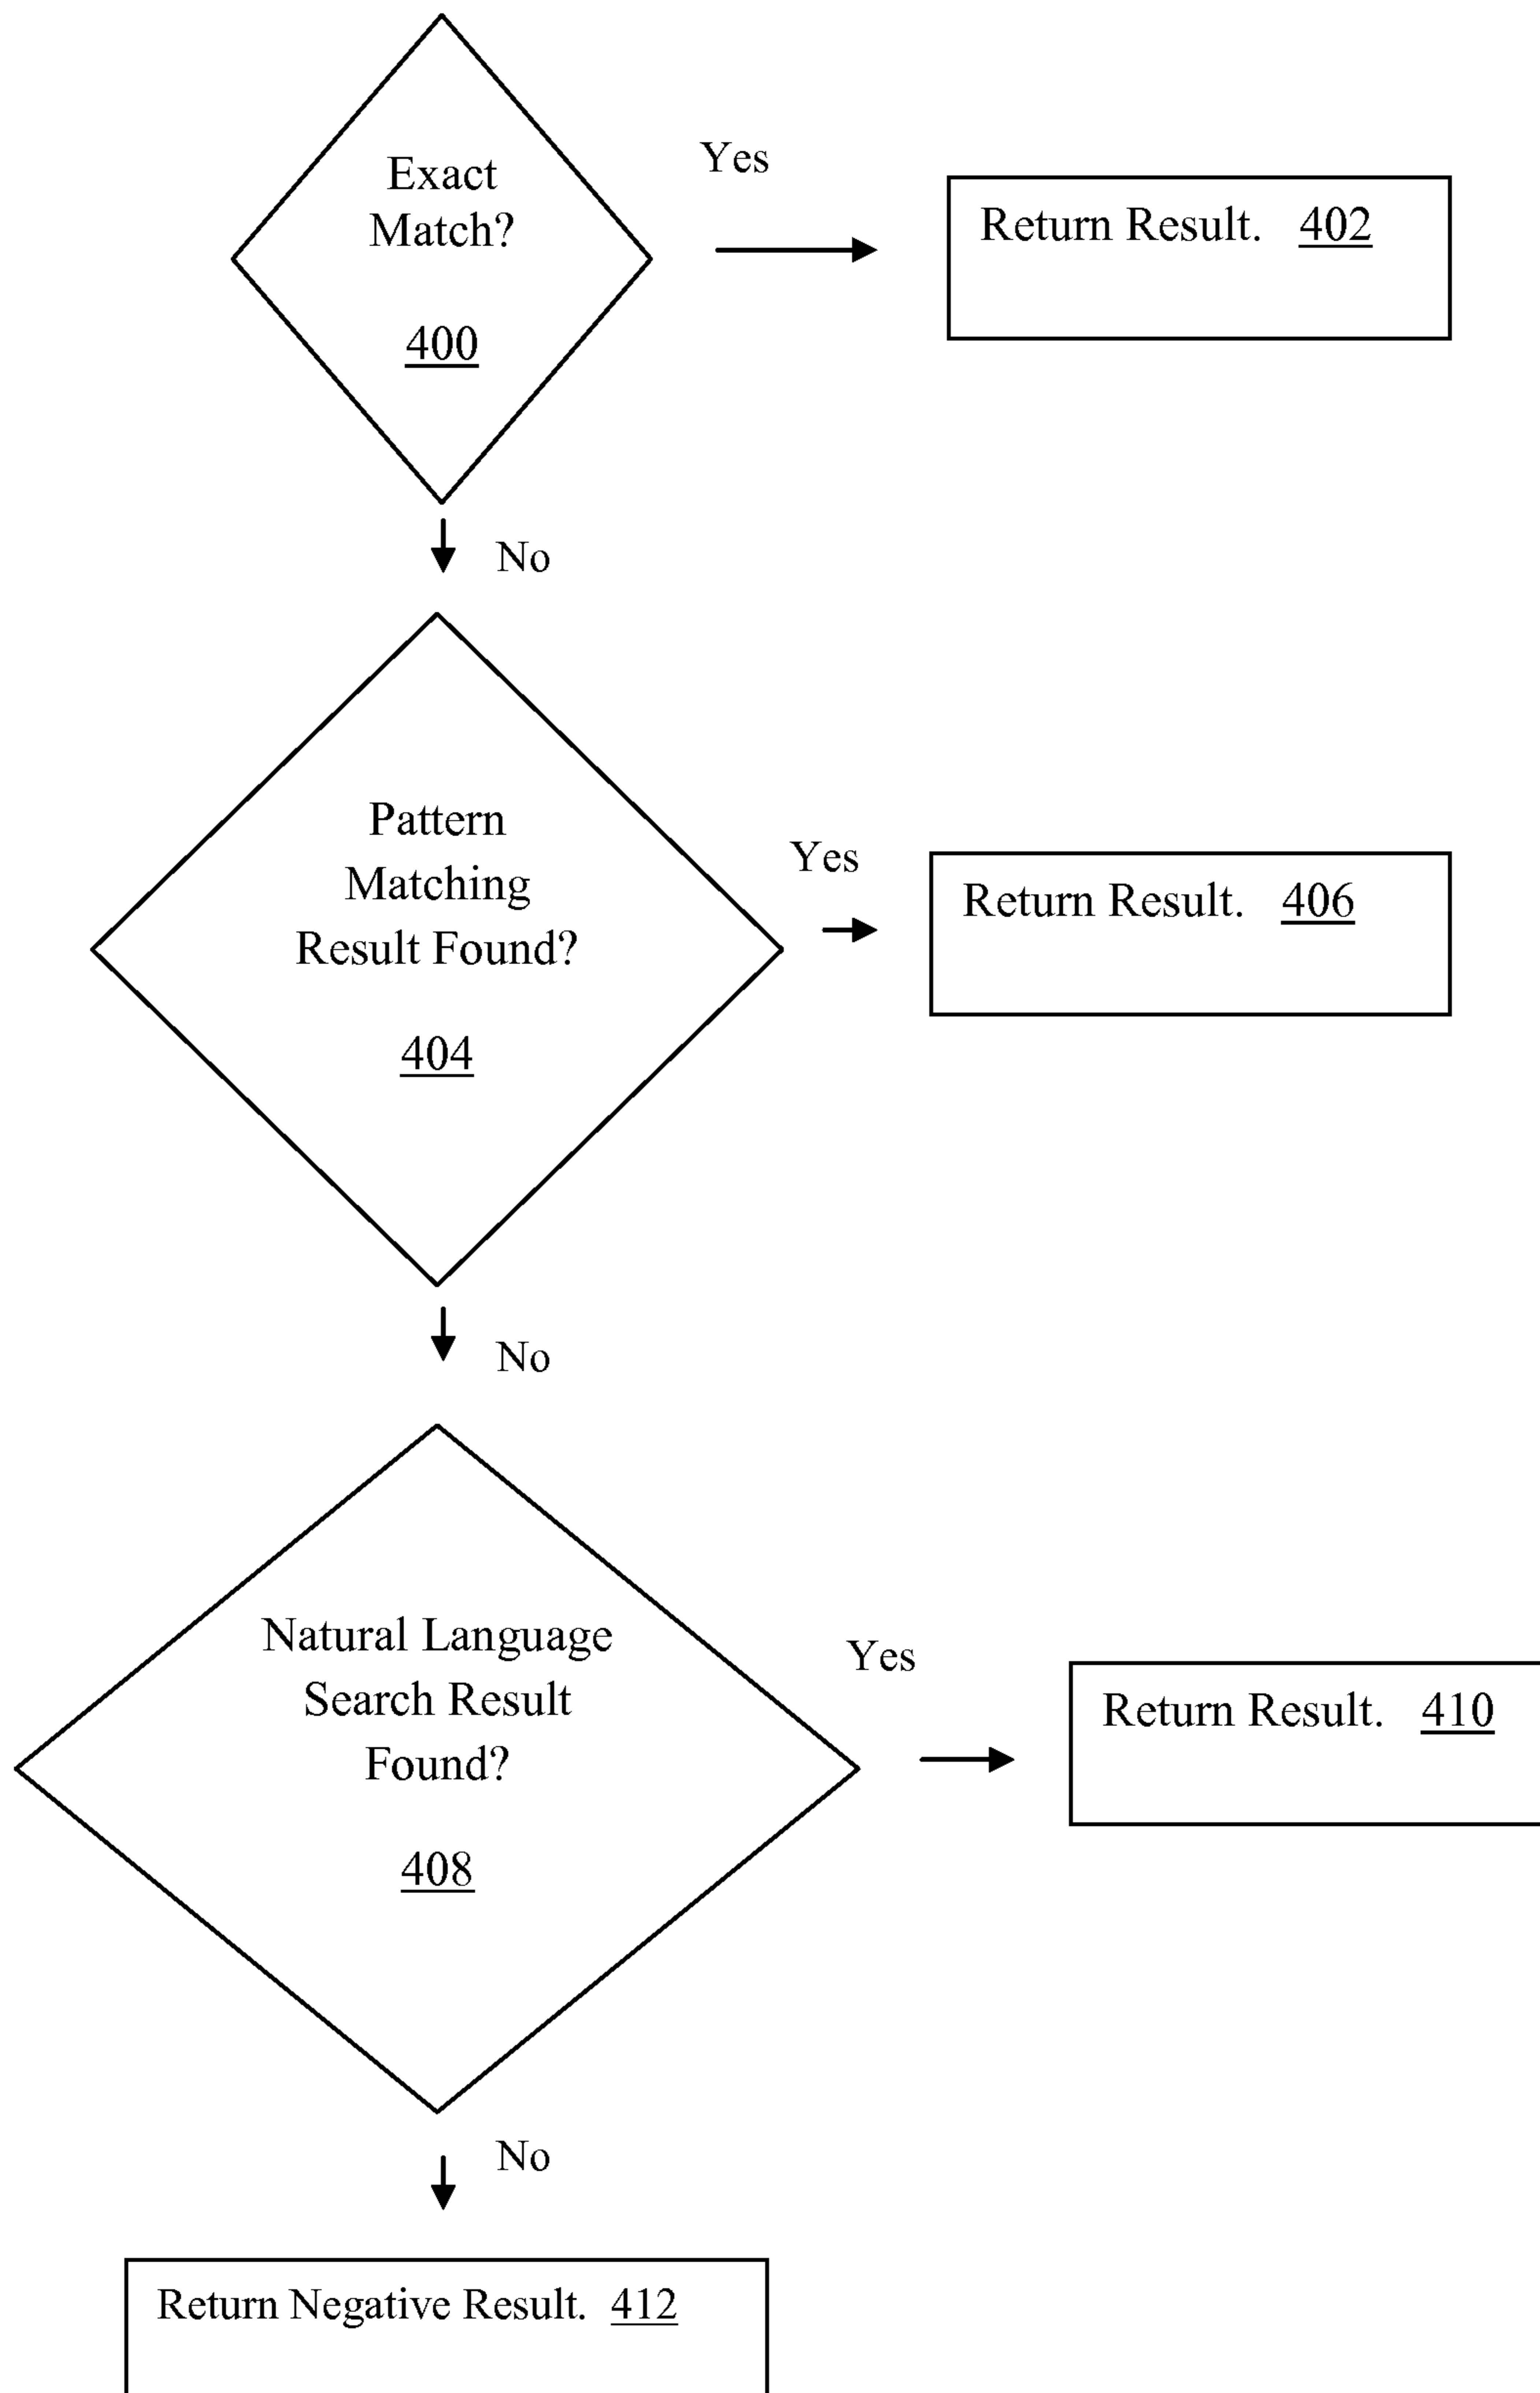 Exact
Match?
400
Yes
Return Result. 402
No
Pattern
Matching
Result Found?
404
Yes
Return Result. 406
No
Natural Language
Search Result
Found?
408
Yes
Return Result. 410
No
Return Negative Result. 412